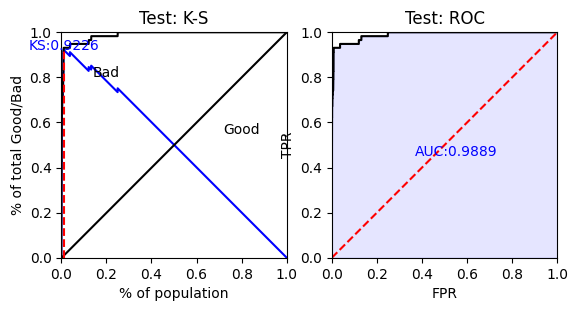 Test: K-S
KS:0.9226
Bad
Good
% of total Good/Bad
1.0
0.8
0.6
0.4
0.2
0.0
0.0 0.2 0.4 0.6 0.8 1.0
% of population
Test: ROC
AUC:0.9889
TPR
1.0
0.8
0.6
0.4
0.2
0.0
0.0 0.2 0.4 0.6 0.8 1.0
FPR